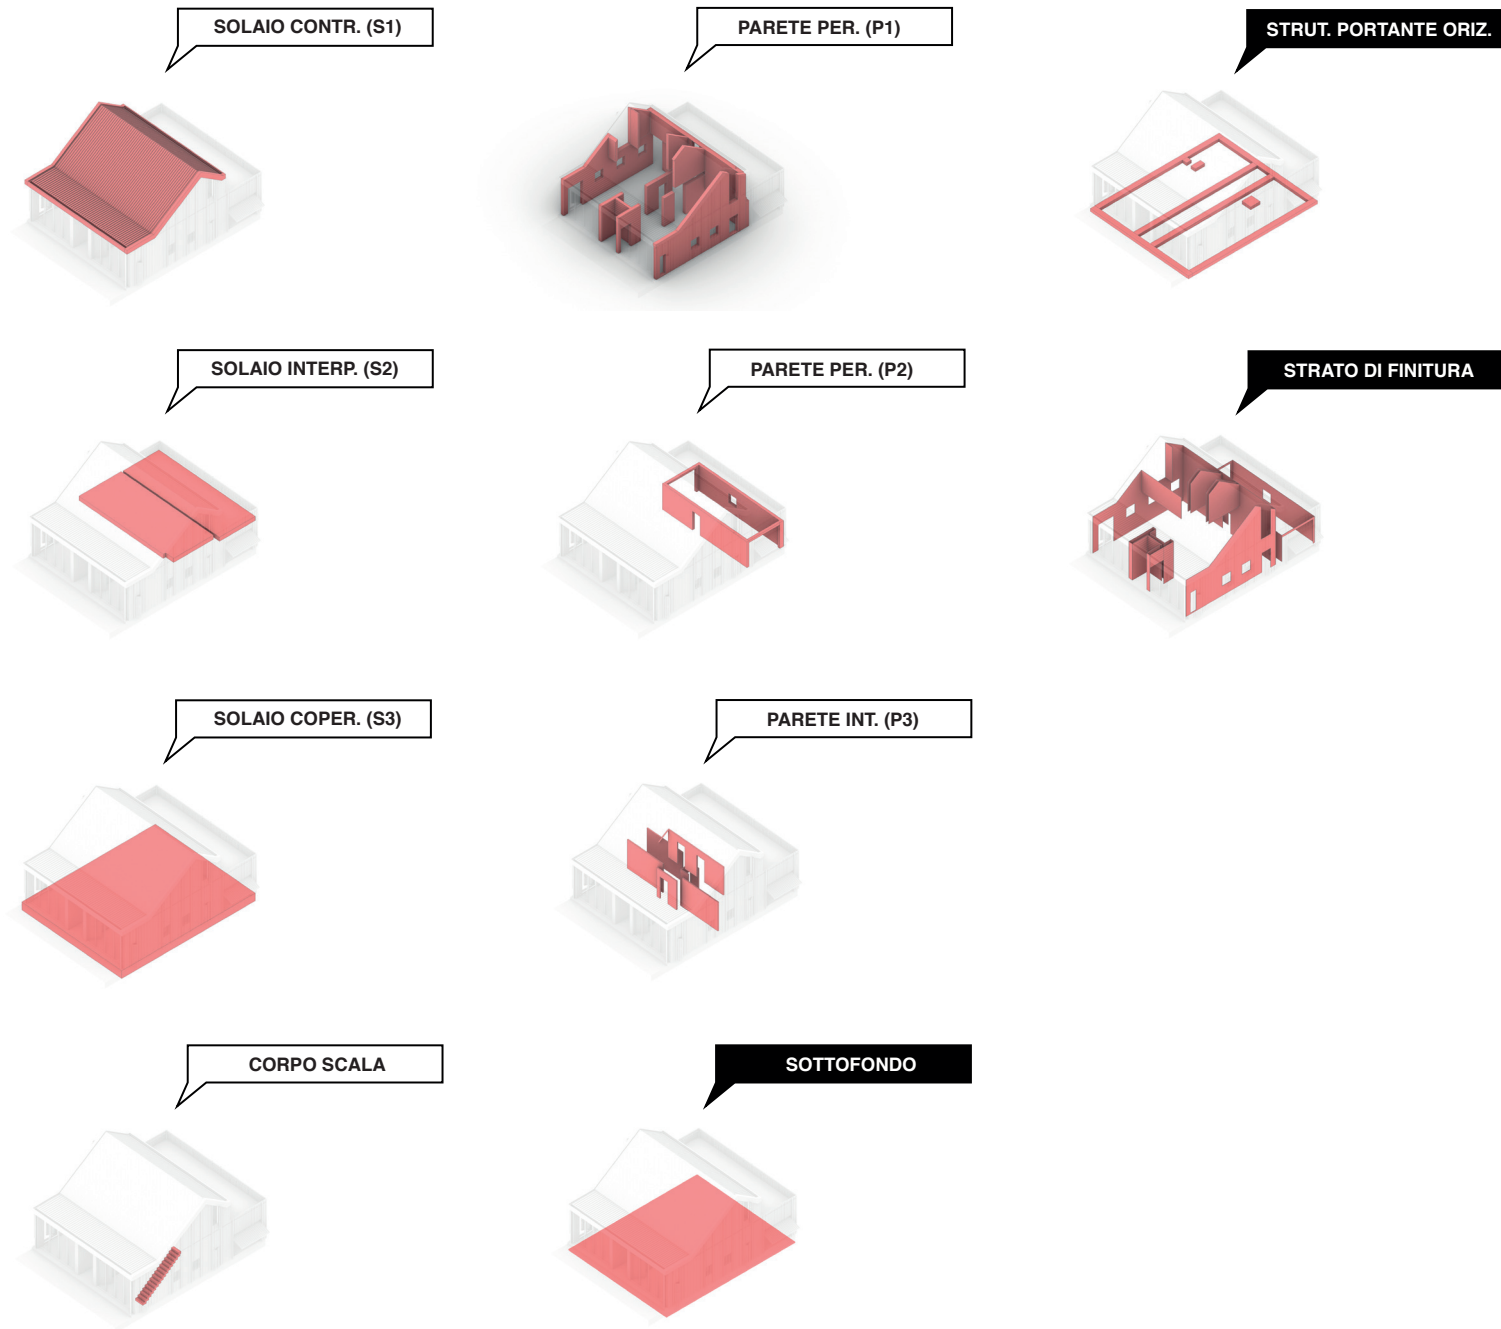 SOLAIO CONTR. (S1)
PARETE PER. (P1)
STRUT. PORTANTE ORIZ.
SOLAIO INTERP. (S2)
PARETE PER. (P2)
STRATO DI FINITURA
SOLAIO COPER. (S3)
PARETE INT. (P3)
CORPO SCALA
SOTTOFONDO